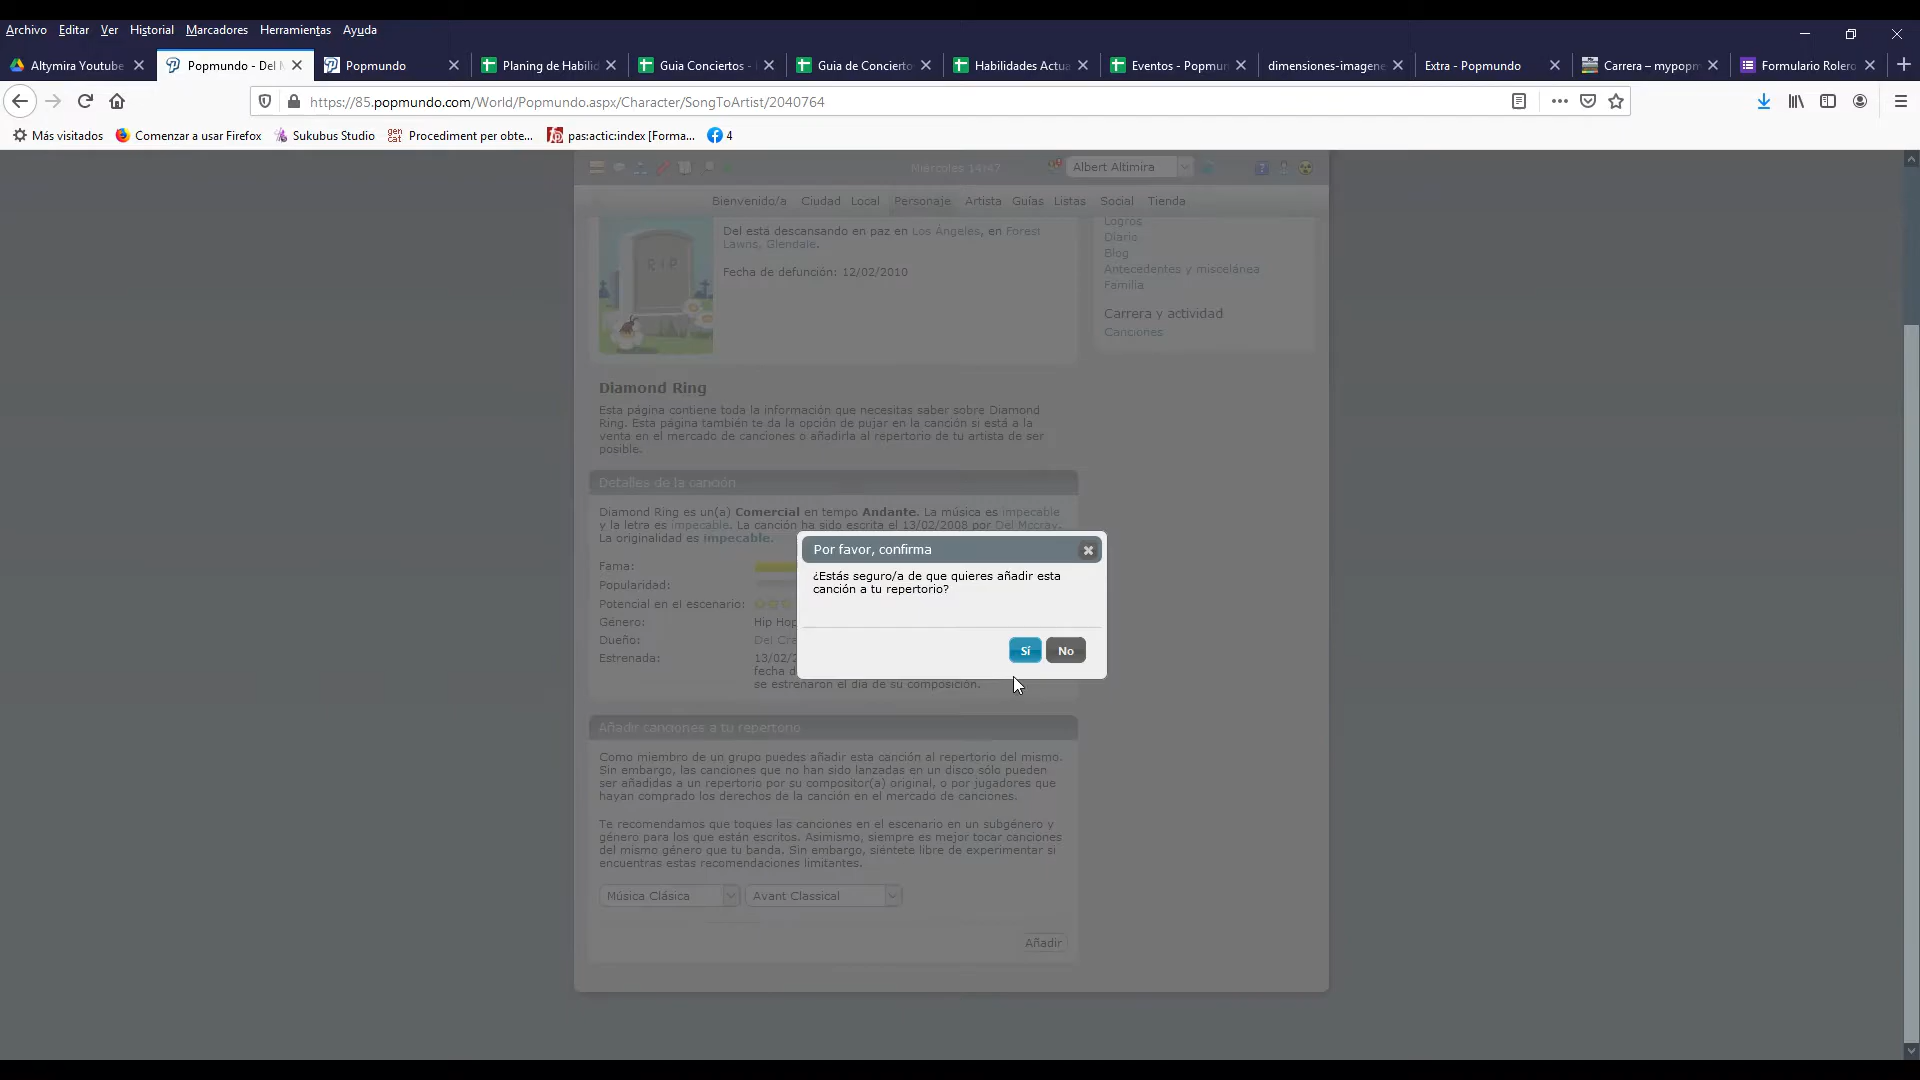 Archivo Editar Ver Historial Marcadores Herramientas Ayuda
Altymira Youtube
Popmundo - Del
Popmundo
Planing de Habilid
Guia Conciertos -
Guia de Concierto
Habilidades Actua
Eventos - Popmun
dimensiones-imagene
Extra - Popmundo
Carrera – mypopm
Formulario Rolero
https://85.popmundo.com/World/Popmundo.aspx/Character/SongToArtist/2040764
Más visitados Comenzar a usar Firefox Sukubus Studio gen cat Procediment per obte... pas:actic:index [Forma... 4
Miércoles 14:47 Albert Altimira
Bienvenido/a Ciudad Local Personaje Artista Guías Listas Social Tienda
Del esta descansando en paz en Los Ángeles, en Forest
Lawns, Glendale.
Fecha de defunción: 12/02/2010
RIP
Logros
Diario
Blog
Antecedentes y miscelánea
Familia
Carrera y actividad
Canciones
Diamond Ring
Esta página contiene toda la información que necesitas saber sobre Diamond
Ring. Esta página también te da la opción de pujar en la canción si está a la
venta en el mercado de canciones o añadirla al repertorio de tu artista de ser
posible.
Detalles de la canción
Diamond Ring es un(a) Comercial en tempo Andante. La música es impecable
y la letra es impecable. La canción ha sido escrita el 13/02/2008 por Del Mccray.
La originalidad es impecable.
Fama:
Popularidad:
Potencial en el escenario:
Género: Hip Hop
Dueño: Del Cra
Estrenada: 13/02/2
fecha d
se estrenaron el día de su composición.
Por favor, confirma
¿Estás seguro/a de que quieres añadir esta
canción a tu repertorio?
Sí No
Añadir canciones a tu repertorio
Como miembro de un grupo puedes añadir esta canción al repertorio del mismo.
Sin embargo, las canciones que no han sido lanzadas en un disco sólo pueden
ser añadidas a un repertorio por su compositor(a) original, o por jugadores que
hayan comprado los derechos de la canción en el mercado de canciones.
Te recomendamos que toques las canciones en el escenario en un subgénero y
género para los que están escritos. Asimismo, siempre es mejor tocar canciones
del mismo género que tu banda. Sin embargo, siéntete libre de experimentar si
encuentras estas recomendaciones limitantes.
Música Clásica Avant Classical
Añadir